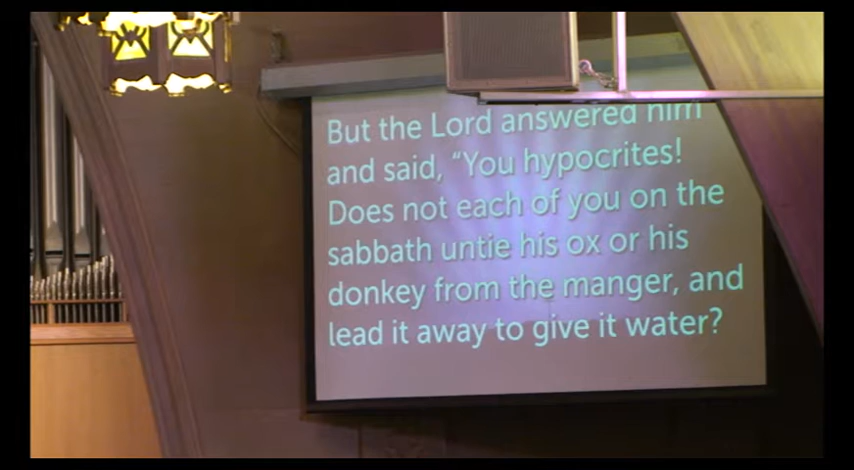 But the Lord answered him
and said, “You hypocrites!
Does not each of you on the
sabbath untie his ox or his
donkey from the manger, and
lead it away to give it water?